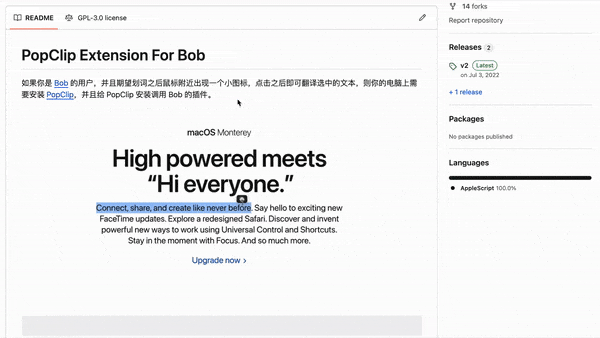 README
GPL-3.0 license
PopClip Extension For Bob
如果你是 Bob 的用户，并且期望划词之后鼠标附近出现一个小图标，点击之后即可翻译选中的文本，则你的电脑上需
要安装 PopClip，并且给 PopClip 安装调用 Bob 的插件。
macOS Monterey
High powered meets
“Hi everyone.”
Connect, share, and create like never before. Say hello to exciting new
FaceTime updates. Explore a redesigned Safari. Discover and invent
powerful new ways to work using Universal Control and Shortcuts.
Stay in the moment with Focus. And so much more.
Upgrade now >
14 forks
Report repository
Releases 2
v2 Latest
on Jul 3, 2022
+ 1 release
Packages
No packages published
Languages
AppleScript 100.0%